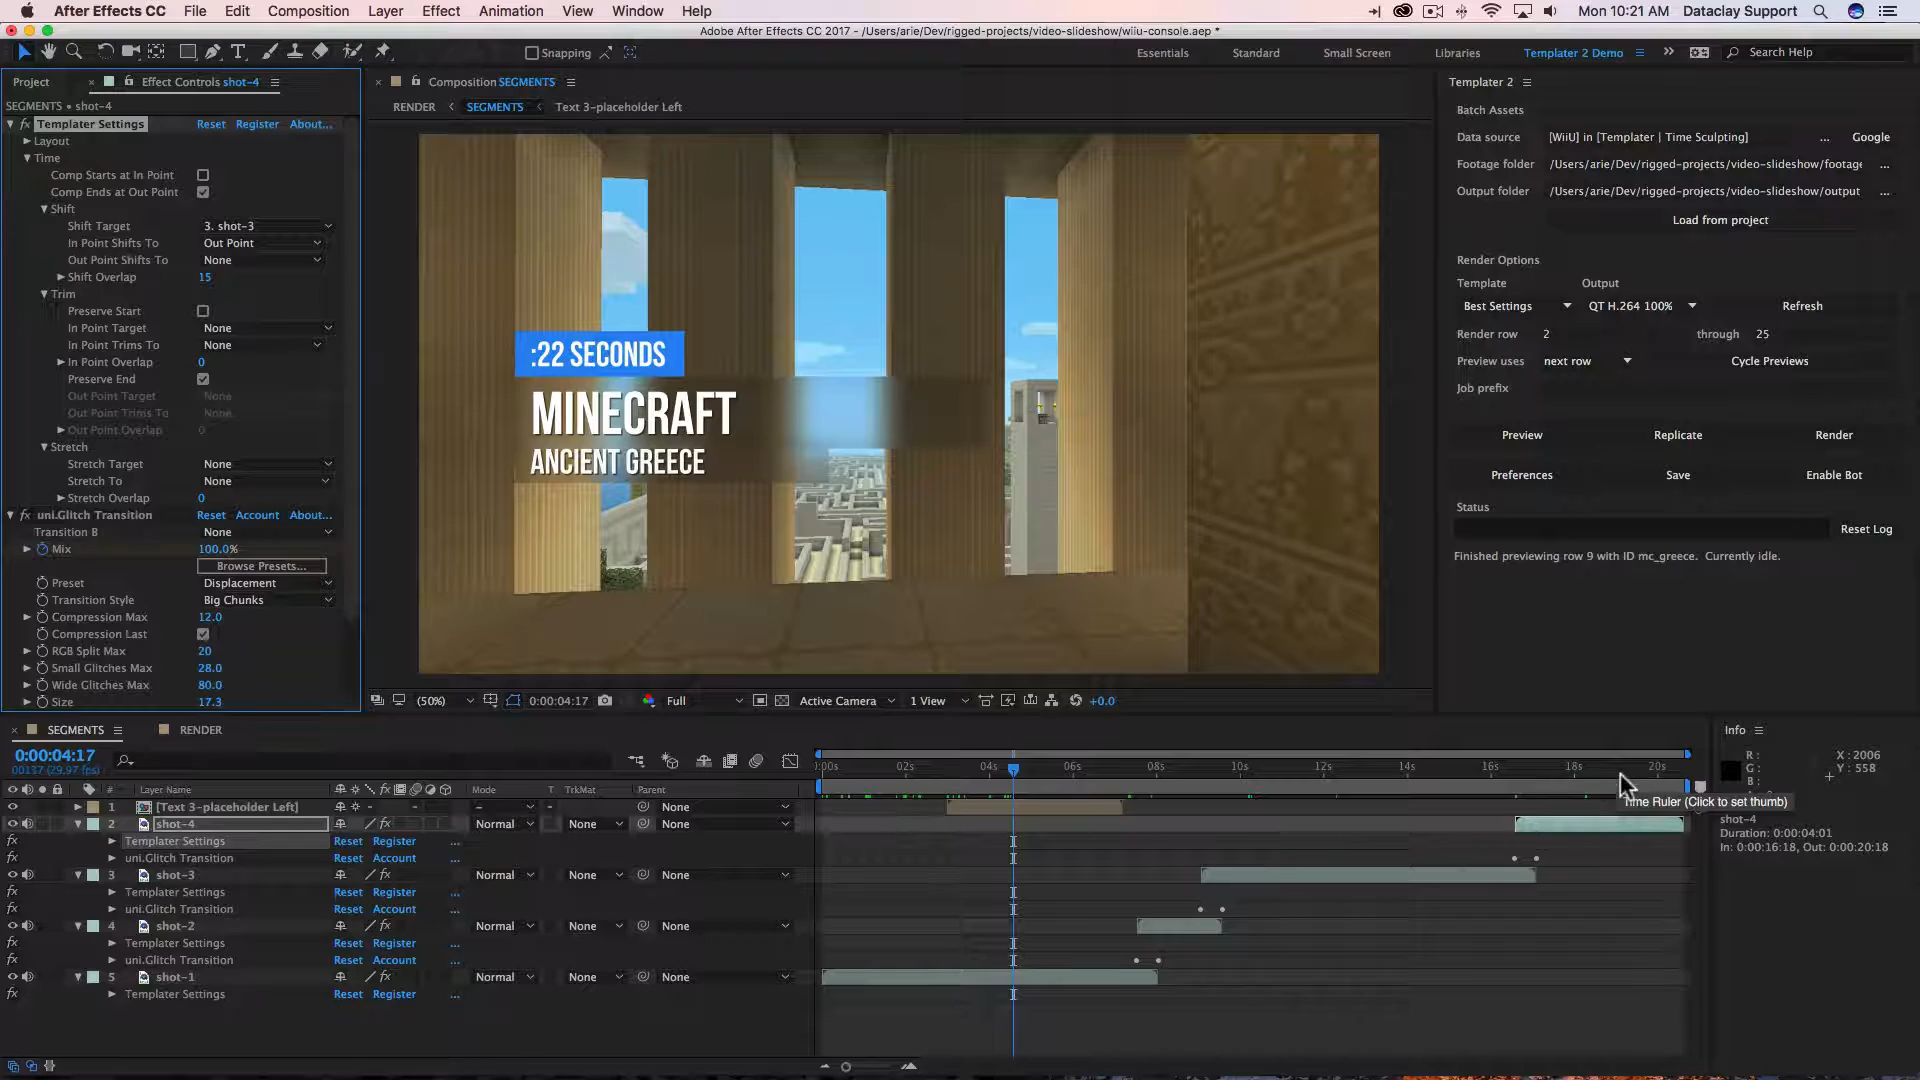 After Effects CC File Edit Composition Layer Effect Animation View Window Help Mon 10:21 AM Dataclay Support
Adobe After Effects CC 2017 - /Users/arie/Dev/rigged-projects/video-slideshow/wiiu-console.aep *
Snapping Essentials Standard Small Screen Libraries Templater 2 Demo Search Help
Project Effect Controls shot-4
SEGMENTS • shot-4
fx Templater Settings Reset Register About...
Layout
Time
Comp Starts at In Point
Comp Ends at Out Point
Shift
Shift Target 3. shot-3
In Point Shifts To Out Point
Out Point Shifts To None
Shift Overlap 15
Trim
Preserve Start
In Point Target None
In Point Trims To None
In Point Overlap 0
Preserve End
Out Point Target None
Out Point Trims To None
Out Point Overlap 0
Stretch
Stretch Target None
Stretch To None
Stretch Overlap 0
fx uni.Glitch Transition Reset Account About...
Transition B None
Mix 100.0%
Browse Presets...
Preset Displacement
Transition Style Big Chunks
Compression Max 12.0
Compression Last
RGB Split Max 20
Small Glitches Max 28.0
Wide Glitches Max 80.0
Size 17.3
Composition SEGMENTS
RENDER SEGMENTS Text 3-placeholder Left
:22 SECONDS
MINECRAFT
ANCIENT GREECE
(50%) 0:00:04:17 Full Active Camera 1 View +0.0
Templater 2
Batch Assets
Data source [WiiU] in [Templater | Time Sculpting] ... Google
Footage folder /Users/arie/Dev/rigged-projects/video-slideshow/footage ...
Output folder /Users/arie/Dev/rigged-projects/video-slideshow/output ...
Load from project
Render Options
Template Output
Best Settings QT H.264 100% Refresh
Render row 2 through 25
Preview uses next row Cycle Previews
Job prefix
Preview Replicate Render
Preferences Save Enable Bot
Status
Reset Log
Finished previewing row 9 with ID mc_greece. Currently idle.
SEGMENTS RENDER
0:00:04:17
00137 (29.97 fps)
:00s 02s 04s 06s 08s 10s 12s 14s 16s 18s 20s
# Layer Name Mode T TrkMat Parent
1 [Text 3-placeholder Left] - None
2 shot-4 Normal None None
fx Templater Settings Reset Register ...
fx uni.Glitch Transition Reset Account ...
3 shot-3 Normal None None
fx Templater Settings Reset Register ...
fx uni.Glitch Transition Reset Account ...
4 shot-2 Normal None None
fx Templater Settings Reset Register ...
fx uni.Glitch Transition Reset Account ...
5 shot-1 Normal None None
fx Templater Settings Reset Register ...
Time Ruler (Click to set thumb)
Info
R : X : 2006
G : Y : 558
B :
shot-4
Duration: 0:00:04:01
In: 0:00:16:18, Out: 0:00:20:18